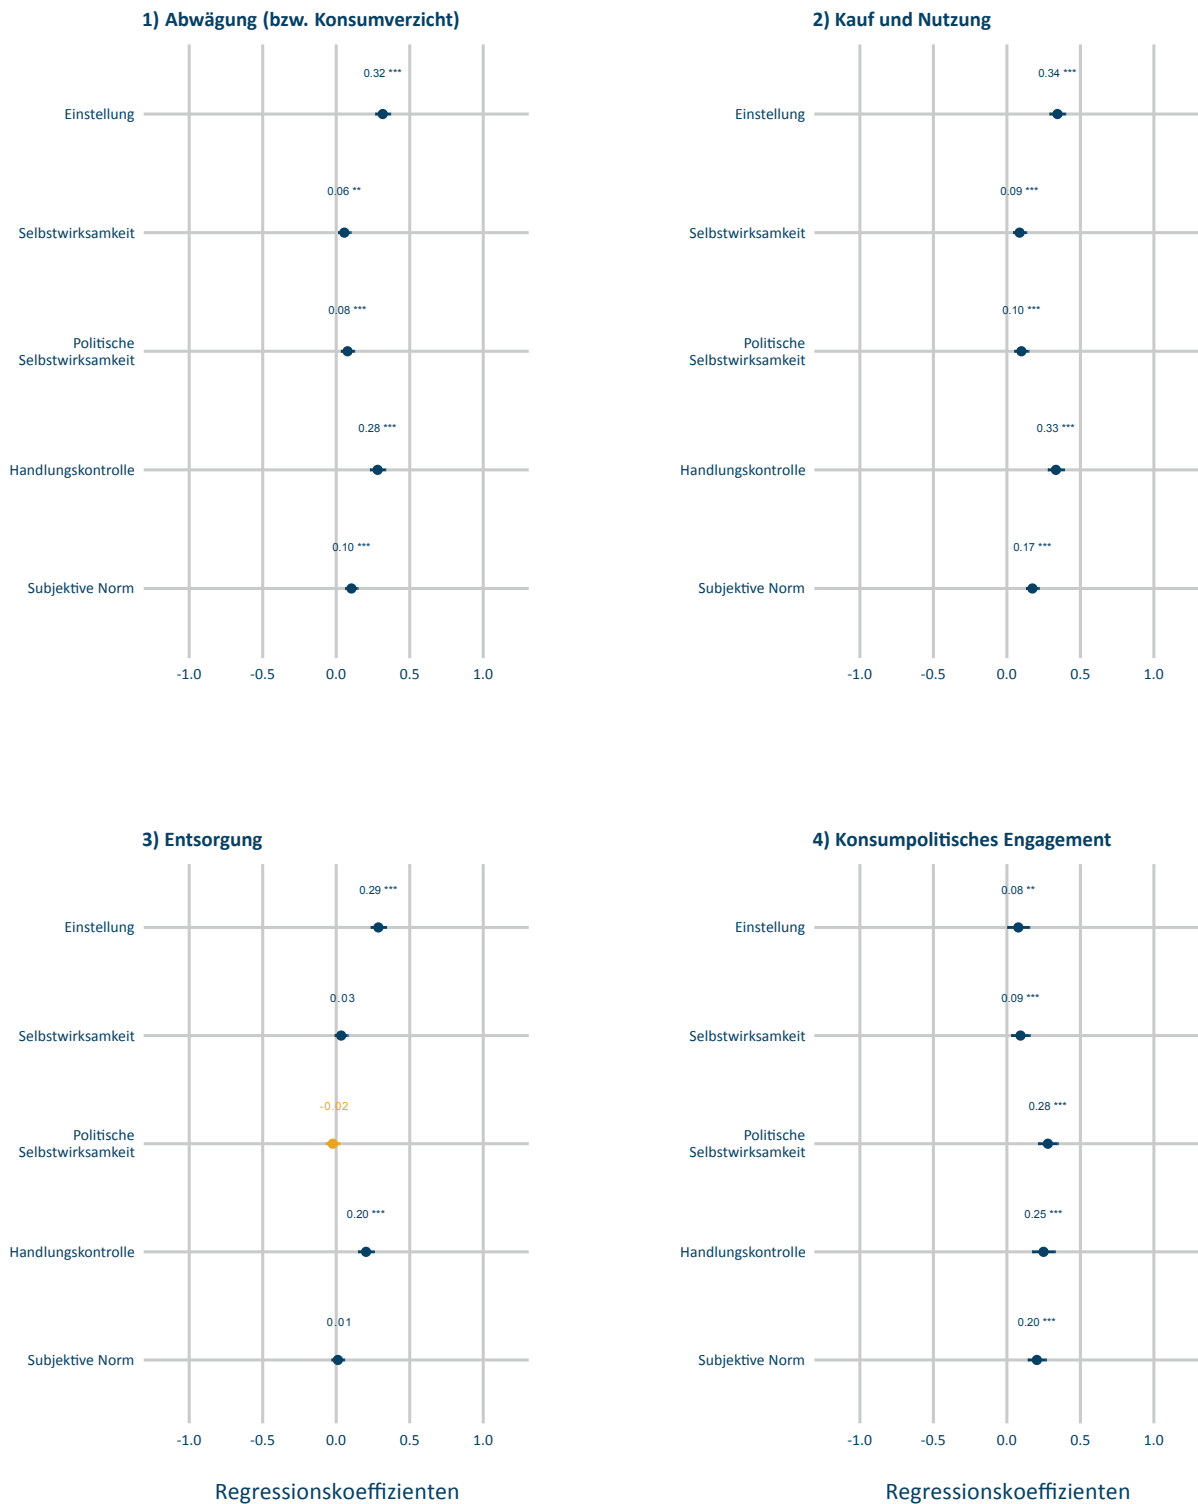 1) Abwägung (bzw. Konsumverzicht)
0.32 ***
Einstellung
0.06 **
Selbstwirksamkeit
0.08 ***
Politische
Selbstwirksamkeit
0.28 ***
Handlungskontrolle
0.10 ***
Subjektive Norm
-1.0 -0.5 0.0 0.5 1.0
2) Kauf und Nutzung
0.34 ***
Einstellung
0.09 ***
Selbstwirksamkeit
0.10 ***
Politische
Selbstwirksamkeit
0.33 ***
Handlungskontrolle
0.17 ***
Subjektive Norm
-1.0 -0.5 0.0 0.5 1.0
3) Entsorgung
0.29 ***
Einstellung
0.03
Selbstwirksamkeit
-0.02
Politische
Selbstwirksamkeit
0.20 ***
Handlungskontrolle
0.01
Subjektive Norm
-1.0 -0.5 0.0 0.5 1.0
Regressionskoeffizienten
4) Konsumpolitisches Engagement
0.08 **
Einstellung
0.09 ***
Selbstwirksamkeit
0.28 ***
Politische
Selbstwirksamkeit
0.25 ***
Handlungskontrolle
0.20 ***
Subjektive Norm
-1.0 -0.5 0.0 0.5 1.0
Regressionskoeffizienten